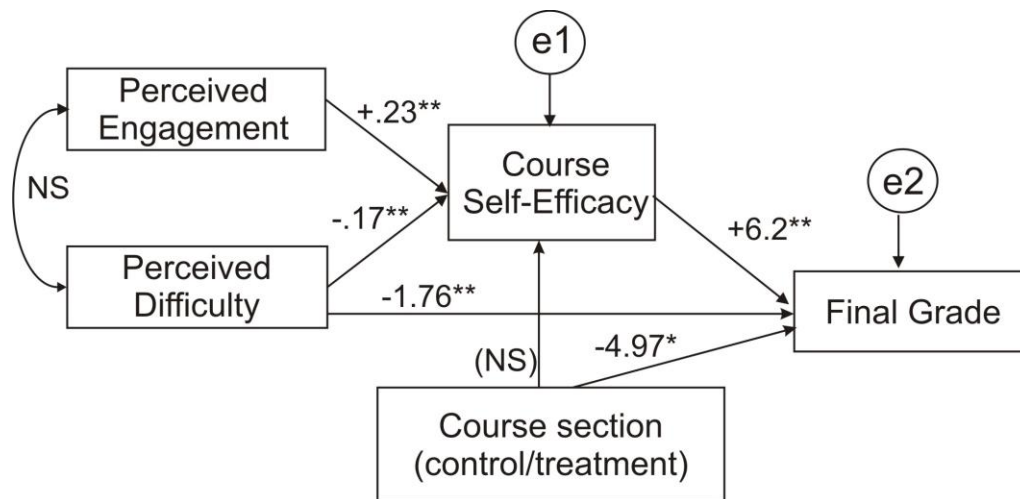 e1
Perceived
Engagement
+.23**
Course
Self-Efficacy
e2
NS
-.17**
+6.2**
Perceived
Difficulty
-1.76**
Final Grade
(NS)
-4.97*
Course section
(control/treatment)